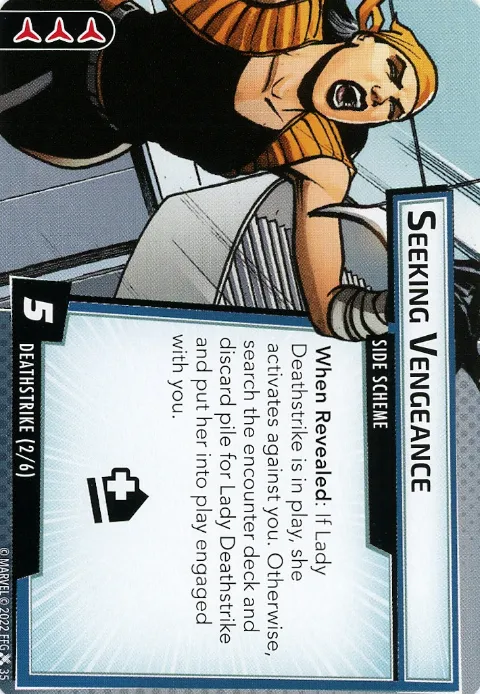 SEEKING VENGEANCE
SIDE SCHEME
When Revealed: If Lady
Deathstrike is in play, she
activates against you. Otherwise,
search the encounter deck and
discard pile for Lady Deathstrike
and put her into play engaged
with you.
5
DEATHSTRIKE (2/6)
© MARVEL © 2022 FFG 35